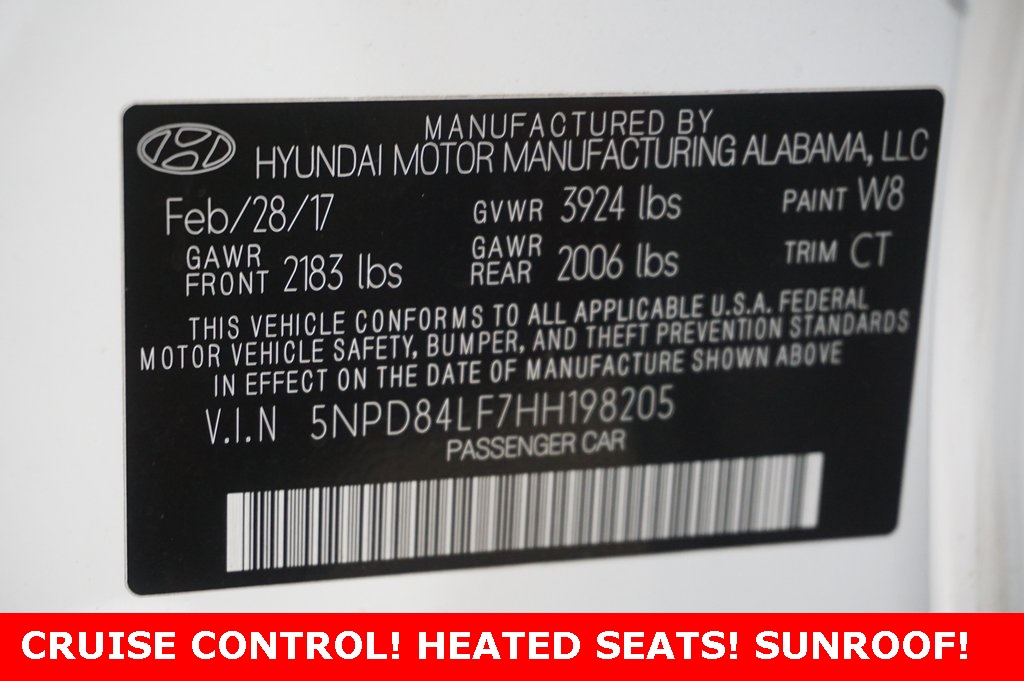 MANUFACTURED BY
HYUNDAI MOTOR MANUFACTURING ALABAMA, LLC
Feb/28/17 GVWR 3924 lbs PAINT W8
GAWR FRONT 2183 lbs GAWR REAR 2006 lbs TRIM CT
THIS VEHICLE CONFORMS TO ALL APPLICABLE U.S.A. FEDERAL
MOTOR VEHICLE SAFETY, BUMPER, AND THEFT PREVENTION STANDARDS
IN EFFECT ON THE DATE OF MANUFACTURE SHOWN ABOVE
V.I.N 5NPD84LF7HH198205
PASSENGER CAR
CRUISE CONTROL! HEATED SEATS! SUNROOF!